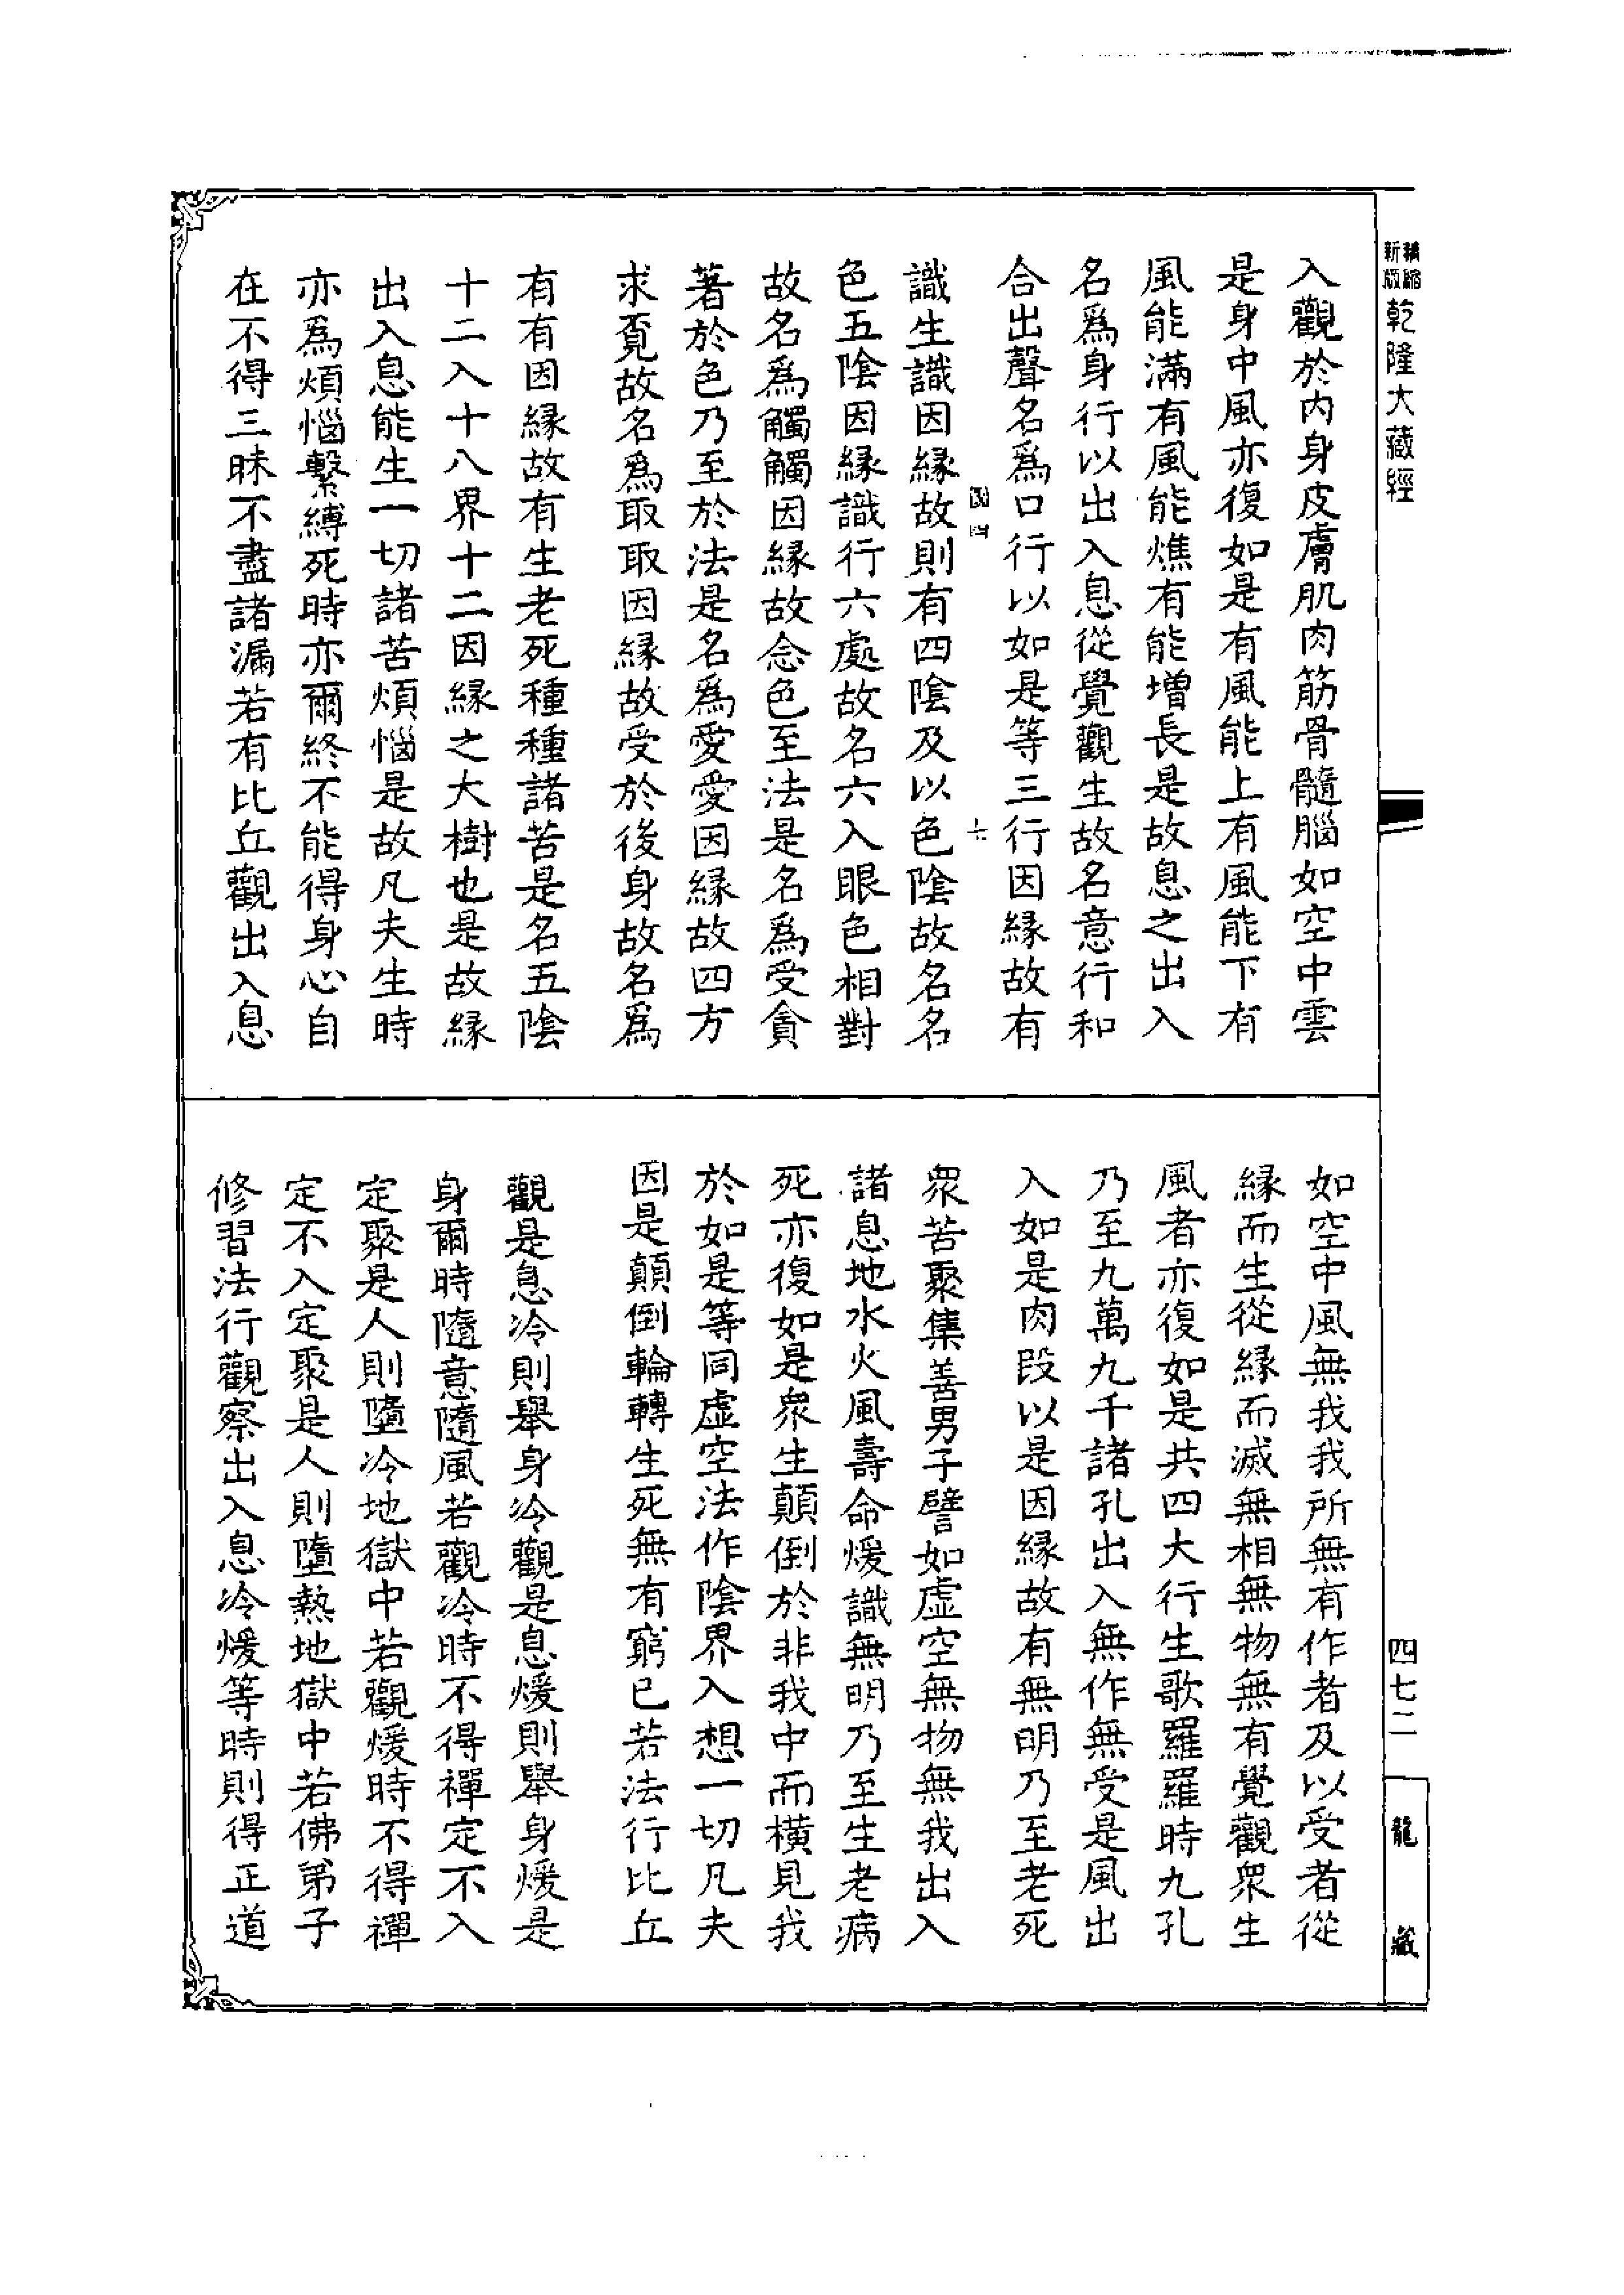 新版精縮
乾隆大藏經
入觀於内身皮膚肌肉筋骨髓腦如空中雲
是身中風亦復如是有風能上有風能下有
風能滿有風能燋有能增長是故息之出入
名爲身行以出入息從覺觀生故名意行和
合出聲名爲口行以如是等三行因緣故有
識生識因緣故則有四陰及以色陰故名名
色五陰因緣識行六處故名六入眼色相對
故名爲觸觸因緣故念色至法是名爲受貪
著於色乃至於法是名爲愛愛因緣故四方
求覔故名爲取取因緣故受於後身故名爲
有有因緣故有生老死種種諸苦是名五陰
十二入十八界十二因緣之大樹也是故緣
出入息能生一切諸苦煩惱是故凡夫生時
亦爲煩惱繫縛死時亦爾終不能得身心自
在不得三昧不盡諸漏若有比丘觀出入息
如空中風無我我所無有作者及以受者從
緣而生從緣而滅無相無物無有覺觀衆生
風者亦復如是共四大行生歌羅羅時九孔
乃至九萬九千諸孔出入無作無受是風出
入如是肉段以是因緣故有無明乃至老死
衆苦聚集善男子譬如虛空無物無我出入
諸息地水火風壽命煖識無明乃至生老病
死亦復如是衆生顛倒於非我中而橫見我
於如是等同虛空法作陰界入想一切凡夫
因是顛倒輪轉生死無有窮已若法行比丘
觀是息冷則舉身冷觀是息煖則舉身煖是
身爾時隨意隨風若觀冷時不得禪定不入
定聚是人則墮冷地獄中若觀煖時不得禪
定不入定聚是人則墮熱地獄中若佛弟子
修習法行觀察出入息冷煖等時則得正道
四七二
龍藏